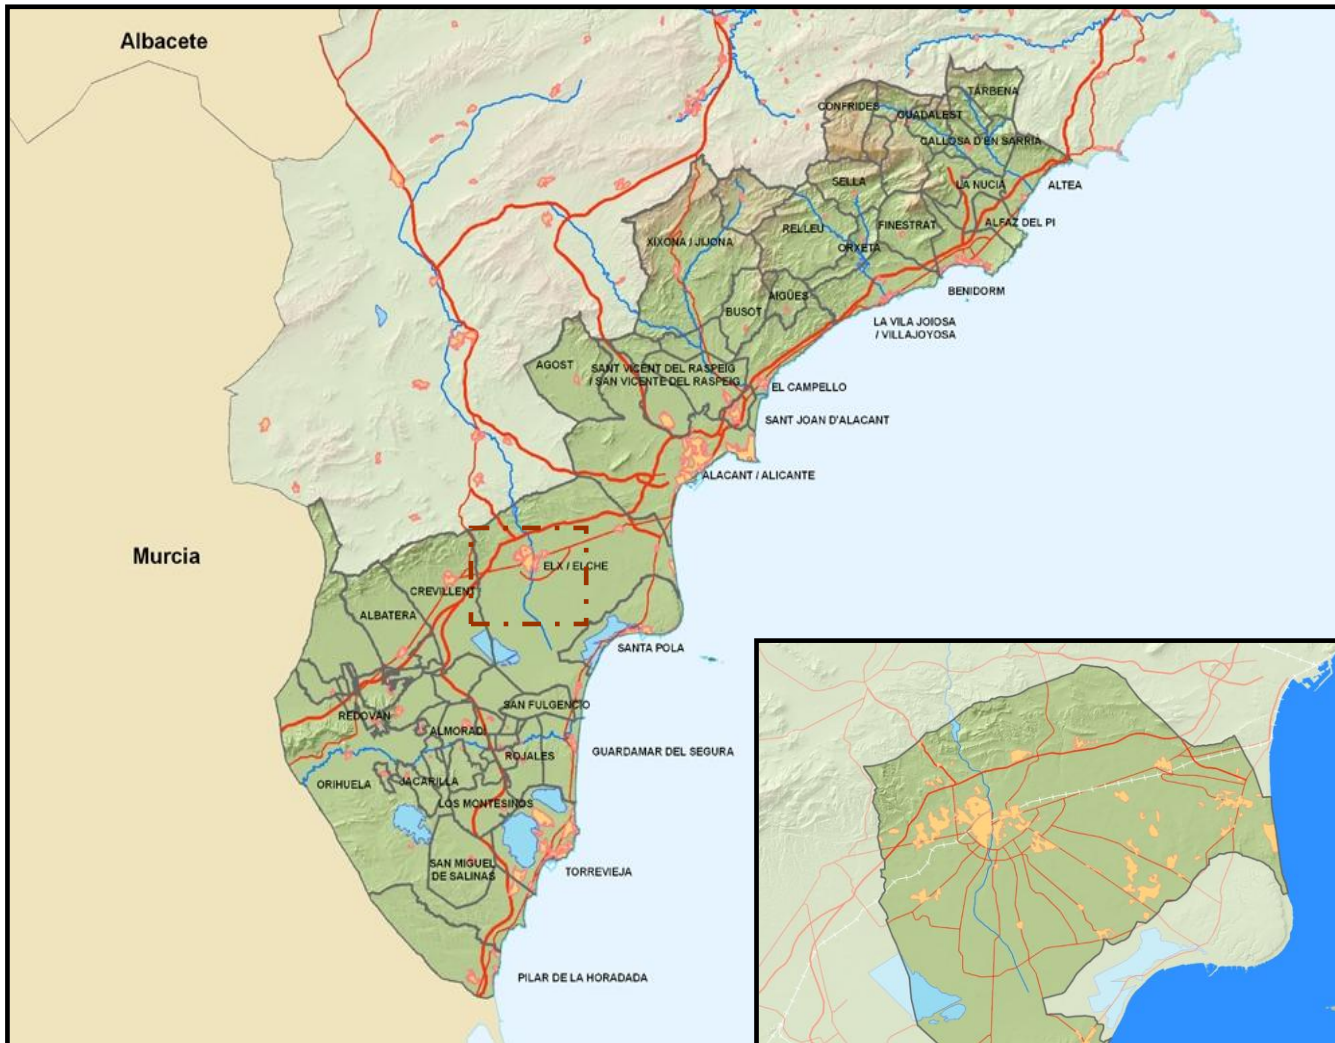 Albacete
TÀRBENA
CONFRIDES
GUADALEST
CALLOSA D'EN SARRIÀ
SELLA
LA NUCIA
ALTEA
FINESTRAT
ALFAZ DEL PI
RELLEU
XIXONA / JIJONA
ORXETA
BENIDORM
AIGÜES
BUSOT
LA VILA JOIOSA
/ VILLAJOYOSA
AGOST
SANT VICENT DEL RASPEIG
/ SAN VICENTE DEL RASPEIG
EL CAMPELLO
SANT JOAN D'ALACANT
ALACANT / ALICANTE
Murcia
ELX / ELCHE
CREVILLENT
ALBATERA
SANTA POLA
SAN FULGENCIO
REDOVÁN
ALMORADÍ
GUARDAMAR DEL SEGURA
ROJALES
ORIHUELA
JACARILLA
LOS MONTESINOS
SAN MIGUEL
DE SALINAS
TORREVIEJA
PILAR DE LA HORADADA